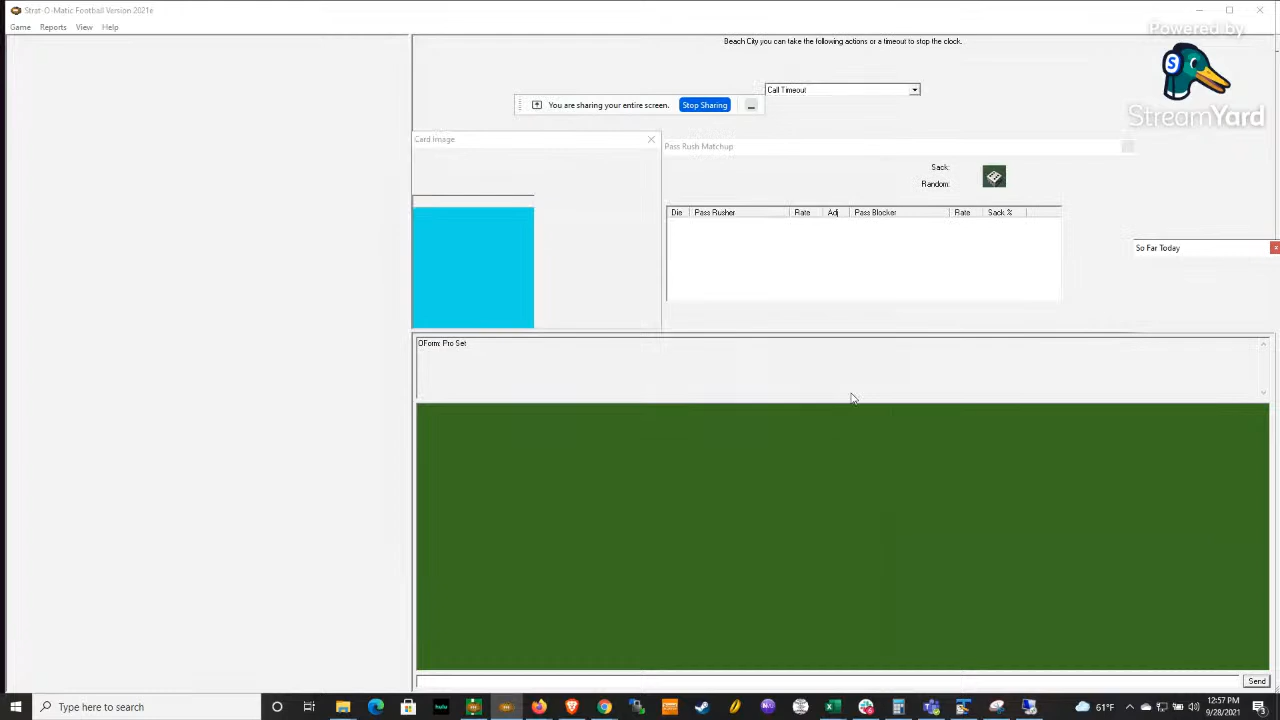 Strat-O-Matic Football Version 2021e
Game Reports View Help
Beach City you can take the following actions or a timeout to stop the clock.
Powered by
S
StreamYard
Call Timeout
You are sharing your entire screen. Stop Sharing
Card Image
Pass Rush Matchup
Sack:
Random:
Die Pass Rusher Rate Adj Pass Blocker Rate Sack %
So Far Today
OForm: Pro Set
Send
Type here to search
hulu
61°F
12:57 PM
9/28/2021